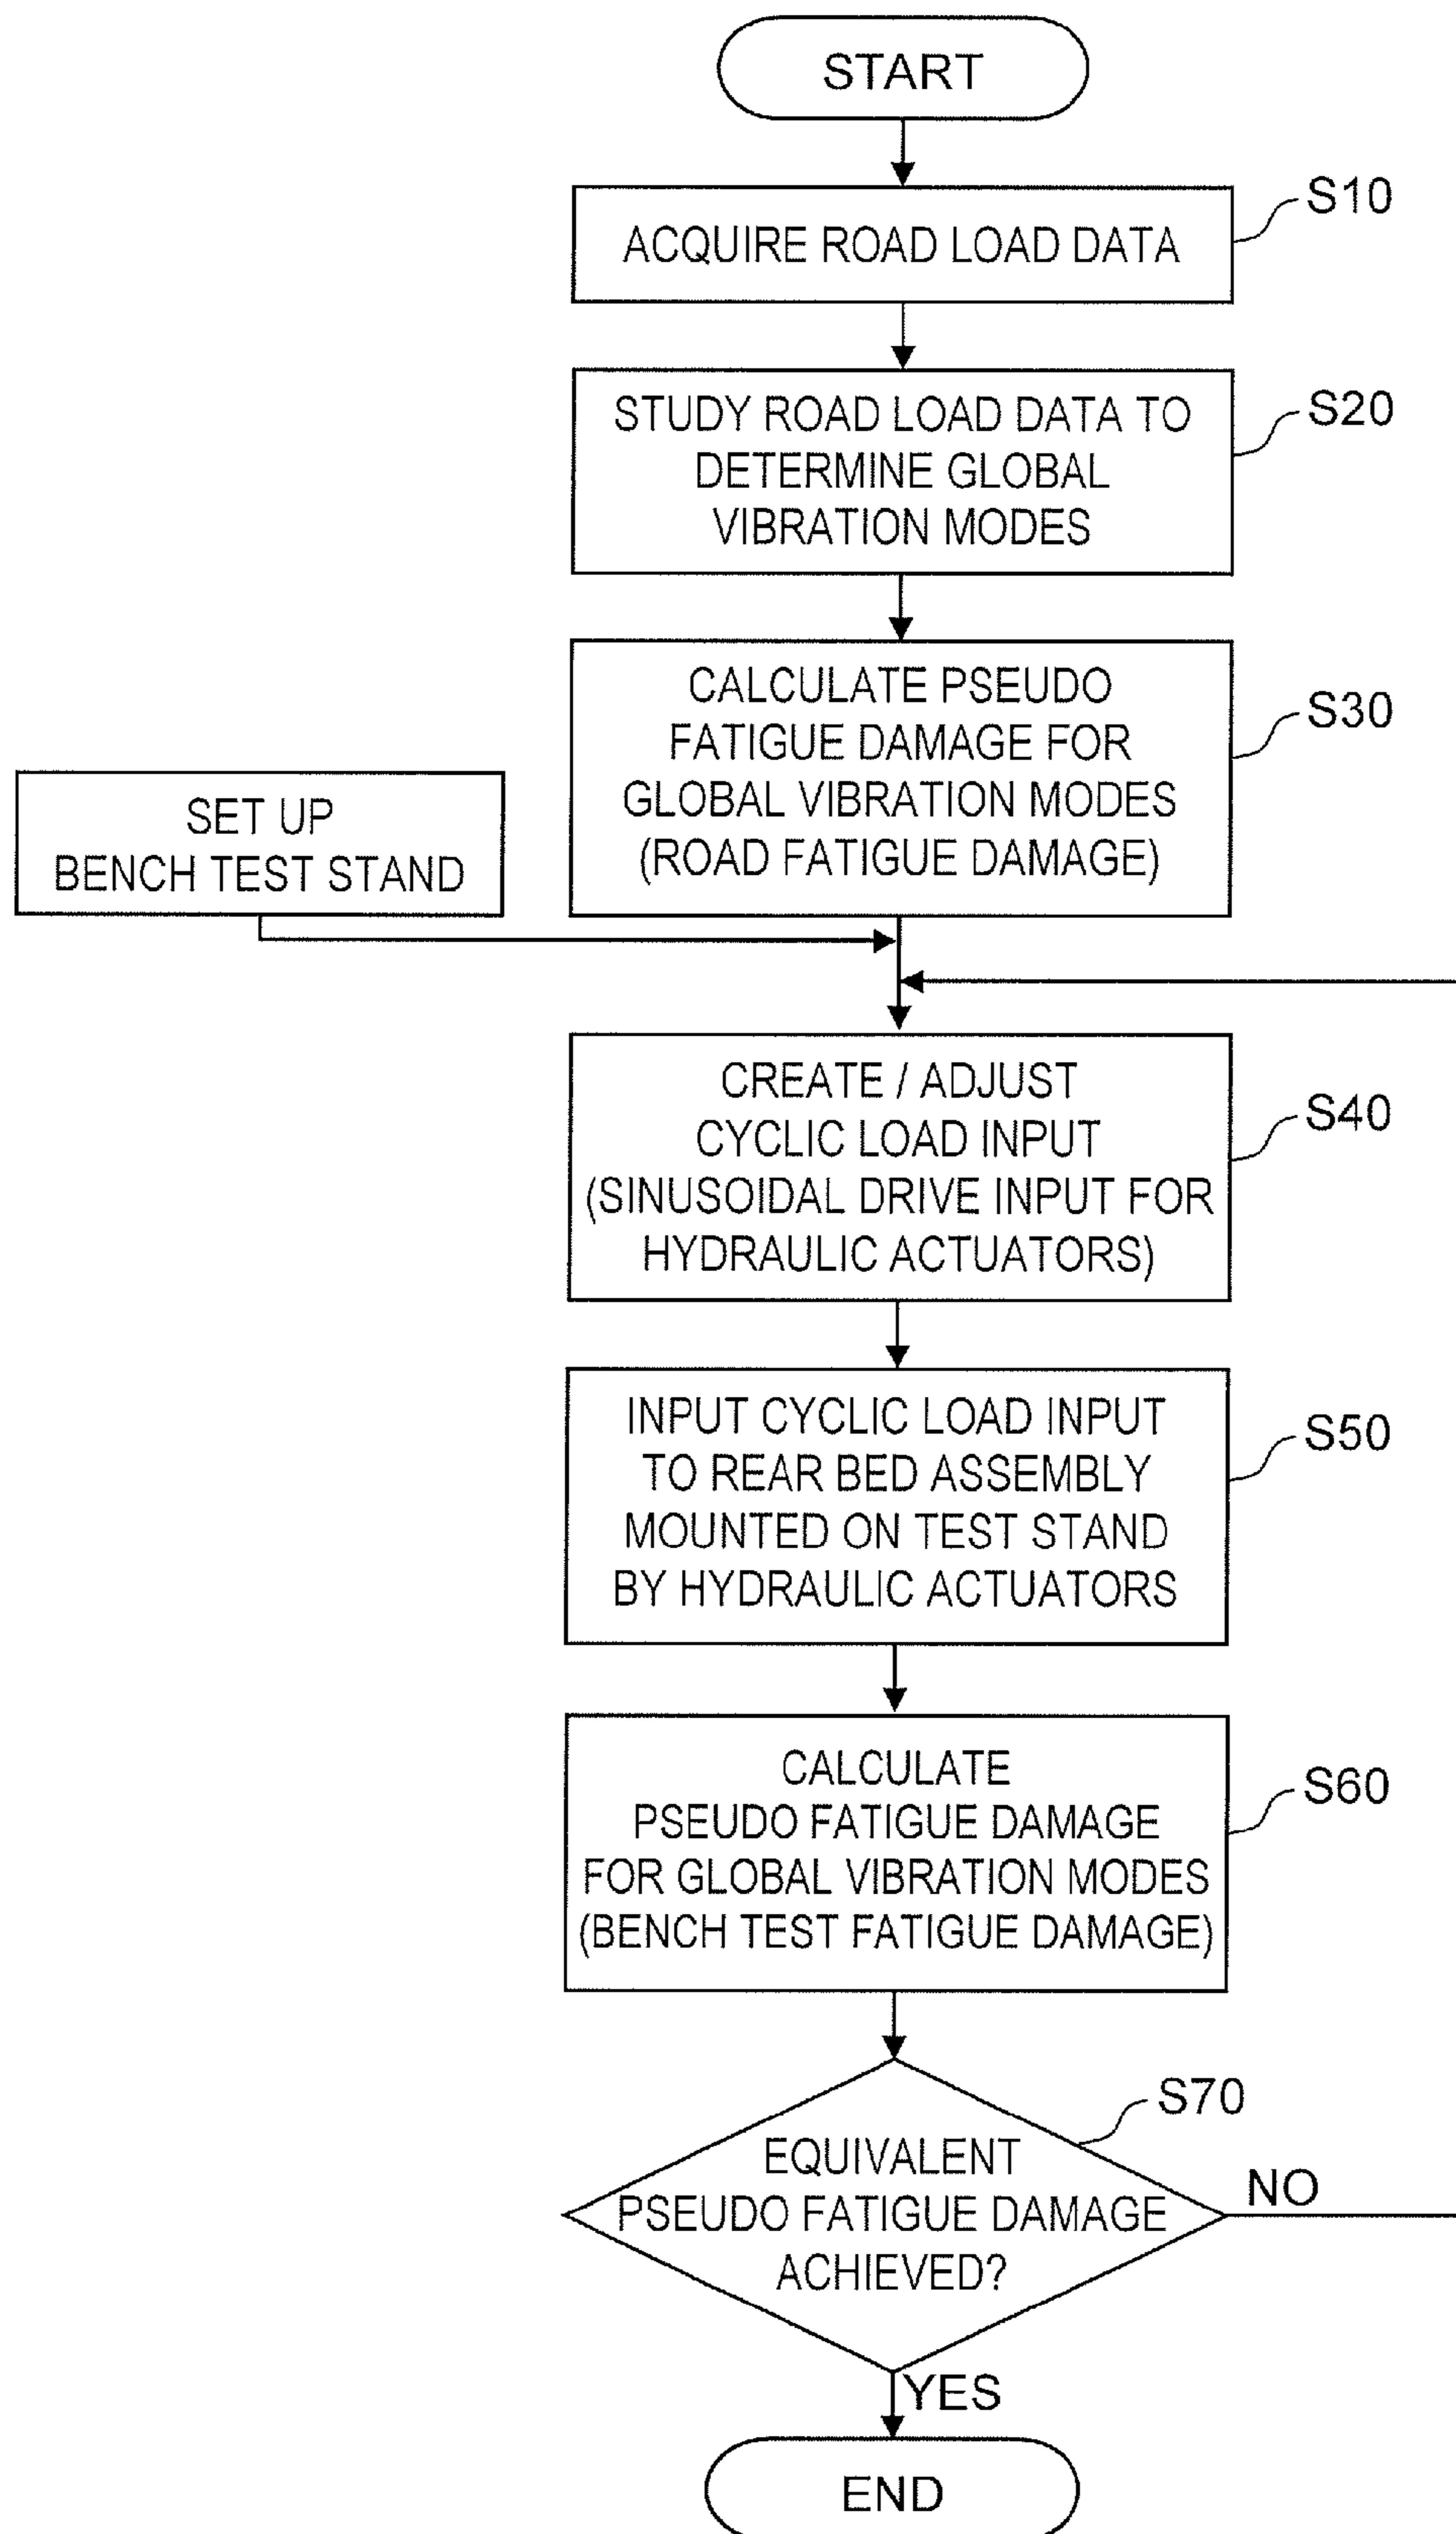 START
S10
ACQUIRE ROAD LOAD DATA
S20
STUDY ROAD LOAD DATA TO
DETERMINE GLOBAL
VIBRATION MODES
S30
CALCULATE PSEUDO
FATIGUE DAMAGE FOR
GLOBAL VIBRATION MODES
(ROAD FATIGUE DAMAGE)
SET UP
BENCH TEST STAND
S40
CREATE / ADJUST
CYCLIC LOAD INPUT
(SINUSOIDAL DRIVE INPUT FOR
HYDRAULIC ACTUATORS)
S50
INPUT CYCLIC LOAD INPUT
TO REAR BED ASSEMBLY
MOUNTED ON TEST STAND
BY HYDRAULIC ACTUATORS
S60
CALCULATE
PSEUDO FATIGUE DAMAGE
FOR GLOBAL VIBRATION MODES
(BENCH TEST FATIGUE DAMAGE)
S70
EQUIVALENT
PSEUDO FATIGUE DAMAGE
ACHIEVED?
NO
YES
END